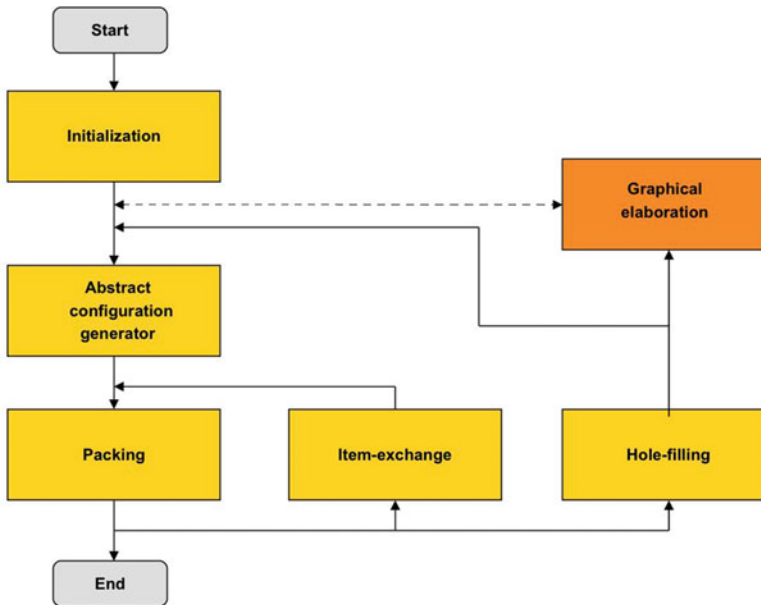 Start
Initialization
Graphical
elaboration
Abstract
configuration
generator
Packing
Item-exchange
Hole-filling
End